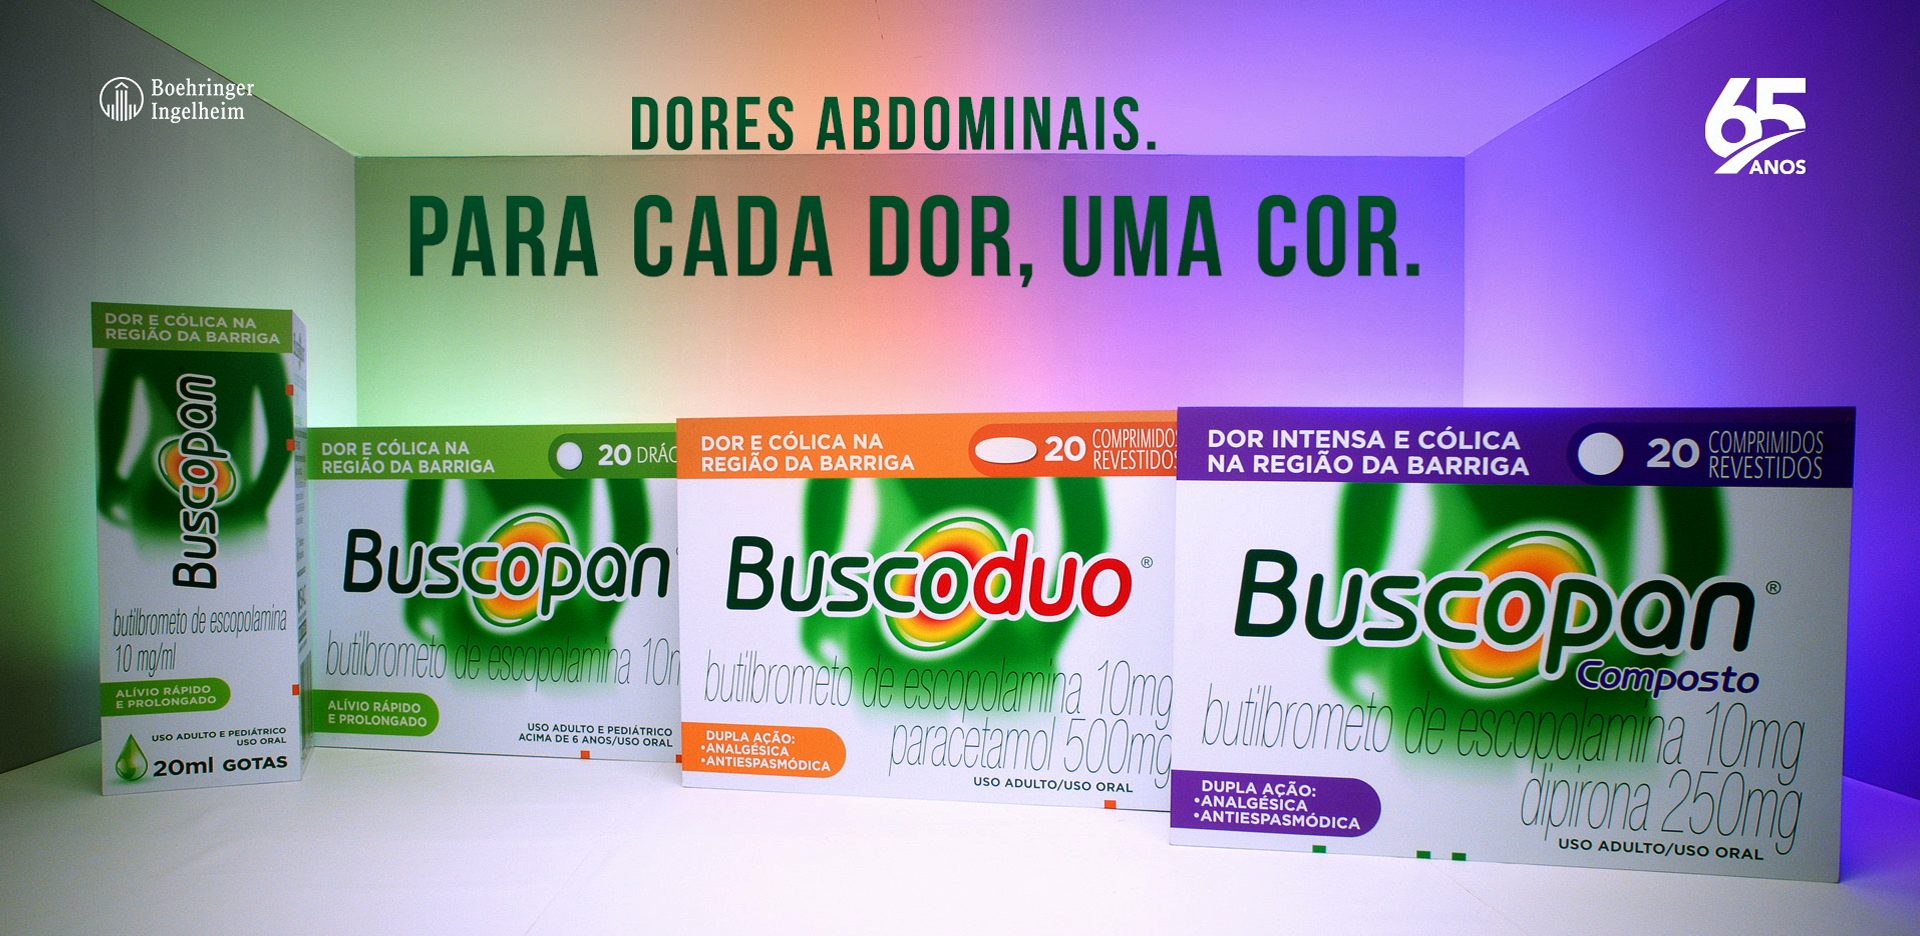 Boehringer
Ingelheim
DORES ABDOMINAIS.
PARA CADA DOR, UMA COR.
65
ANOS
DOR E CÓLICA NA
REGIÃO DA BARRIGA
Buscopan
butilbrometo de escopolamina
10 mg/ml
ALÍVIO RÁPIDO
E PROLONGADO
USO ADULTO E PEDIÁTRICO
USO ORAL
20ml GOTAS
DOR E CÓLICA NA
REGIÃO DA BARRIGA
20 DRÁ
Buscopan
butilbrometo de escopolamina 10
ALÍVIO RÁPIDO
E PROLONGADO
USO ADULTO E PEDIÁTRICO
ACIMA DE 6 ANOS/USO ORAL
DOR E CÓLICA NA
REGIÃO DA BARRIGA
20 COMPRIMIDOS
REVESTIDOS
Buscoduo®
butilbrometo de escopolamina 10mg
paracetamol 500mg
DUPLA AÇÃO:
•ANALGÉSICA
•ANTIESPASMÓDICA
USO ADULTO/USO ORAL
DOR INTENSA E CÓLICA
NA REGIÃO DA BARRIGA
20 COMPRIMIDOS
REVESTIDOS
Buscopan®
Composto
butilbrometo de escopolamina 10mg
dipirona 250mg
DUPLA AÇÃO:
•ANALGÉSICA
•ANTIESPASMÓDICA
USO ADULTO/USO ORAL